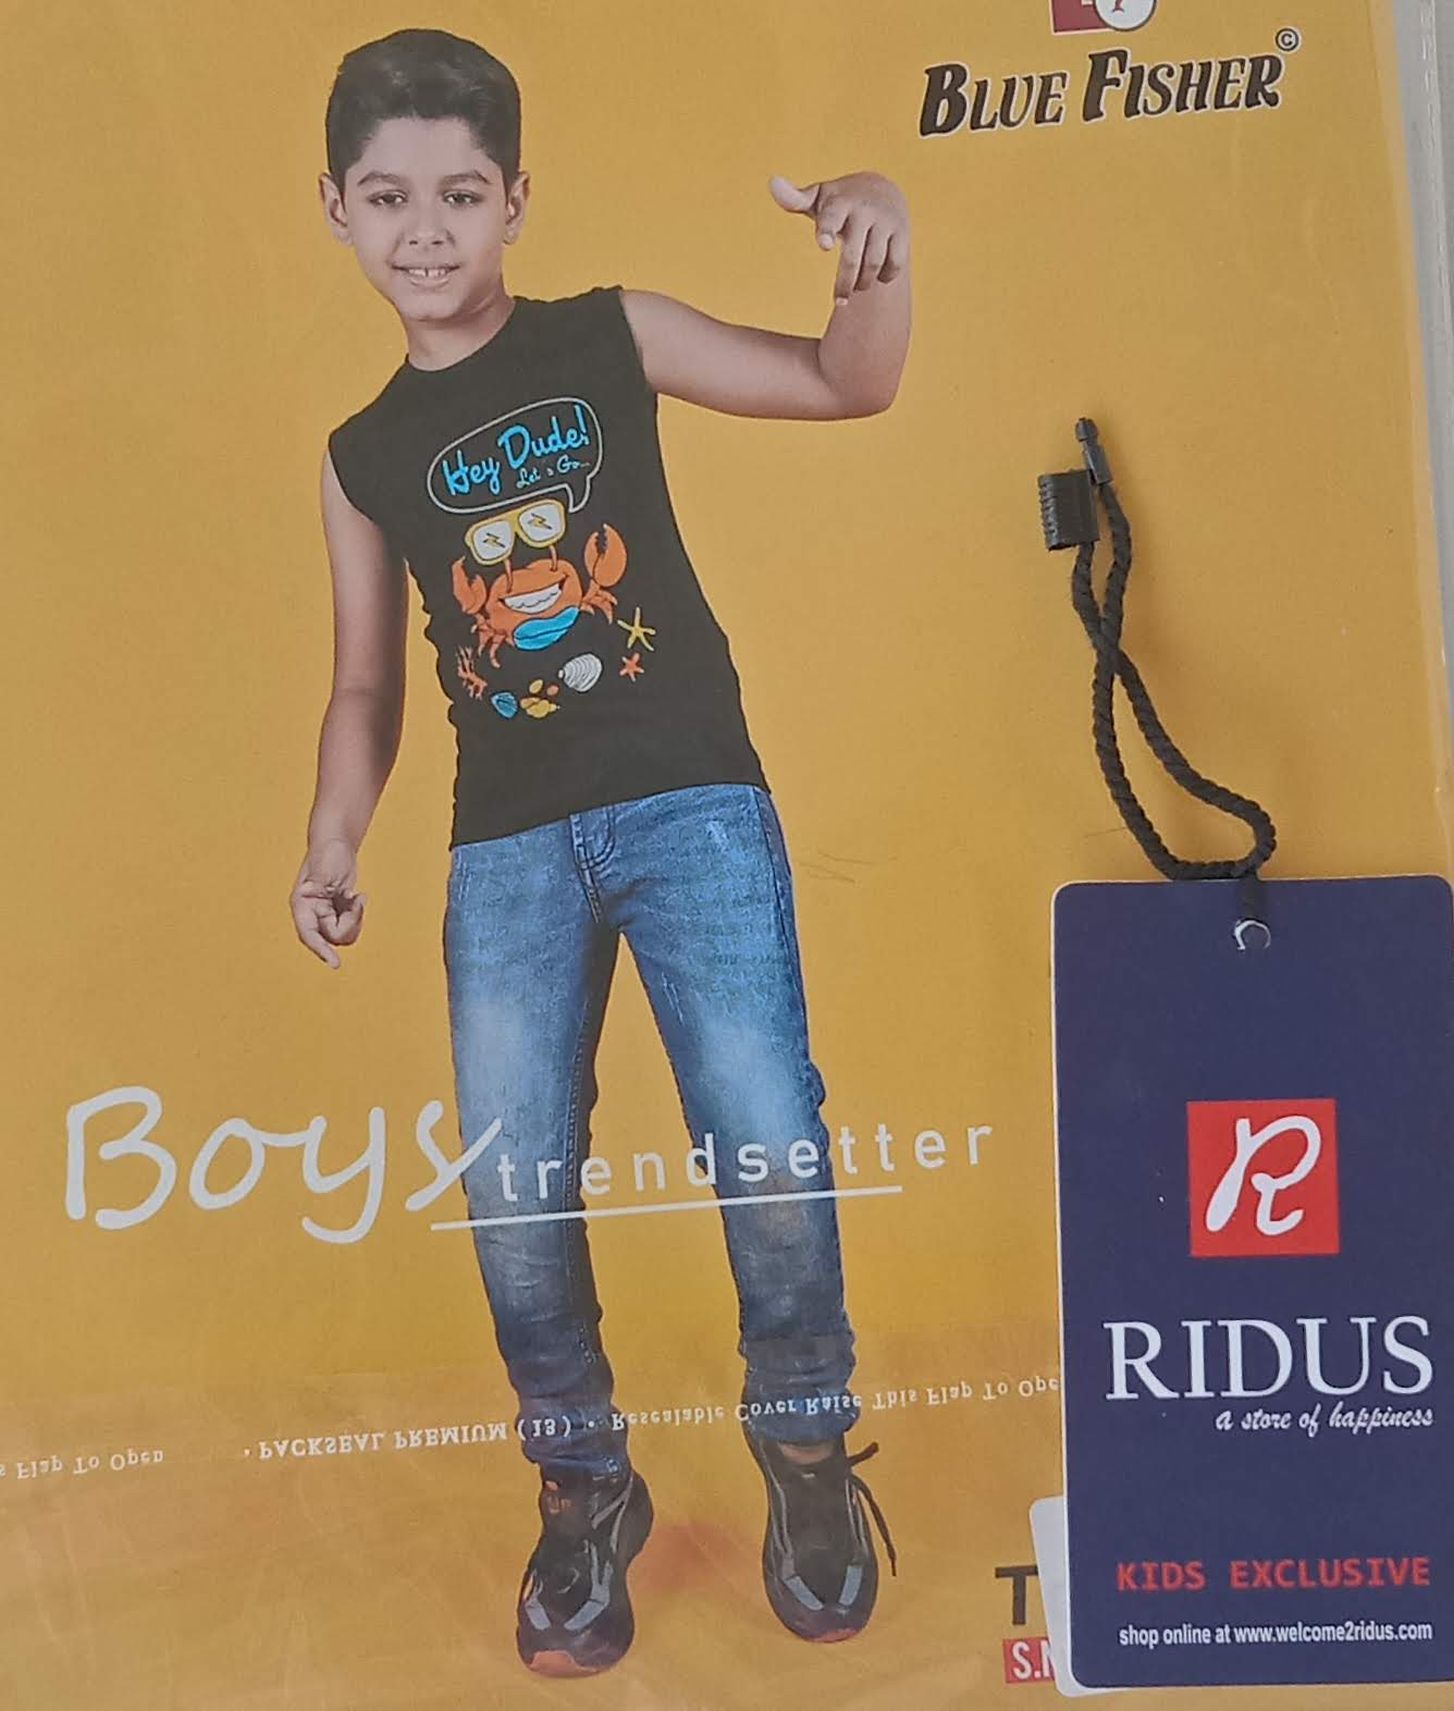 BLUE FISHER©
Hey Dude!
Let's Go...
Boys trendsetter
s Flap To Open • PACKSEAL PREMIUM (13) • Resealable Cover Raise This Flap To Ope
T
S.N
R
RIDUS
a store of happiness
KIDS EXCLUSIVE
shop online at www.welcome2ridus.com